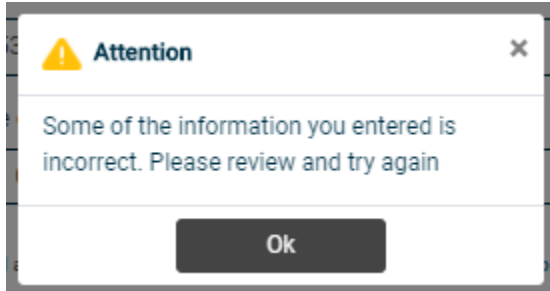 Attention
×
Some of the information you entered is
incorrect. Please review and try again
Ok